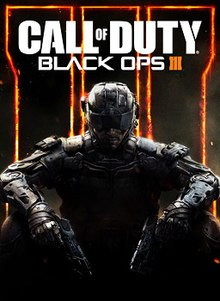 CALL OF DUTY
BLACK OPS III